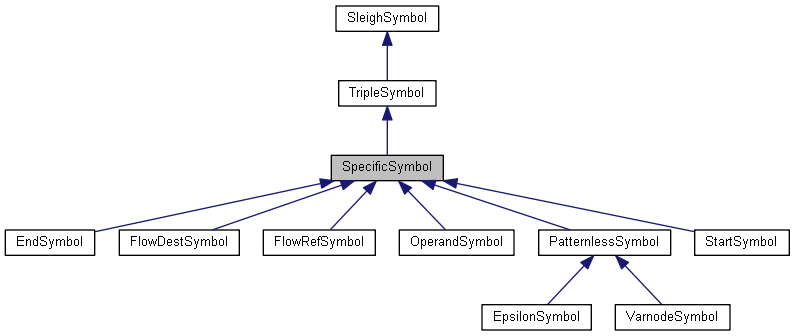 SleighSymbol
TripleSymbol
SpecificSymbol
EndSymbol
FlowDestSymbol
FlowRefSymbol
OperandSymbol
PatternlessSymbol
StartSymbol
EpsilonSymbol
VarnodeSymbol